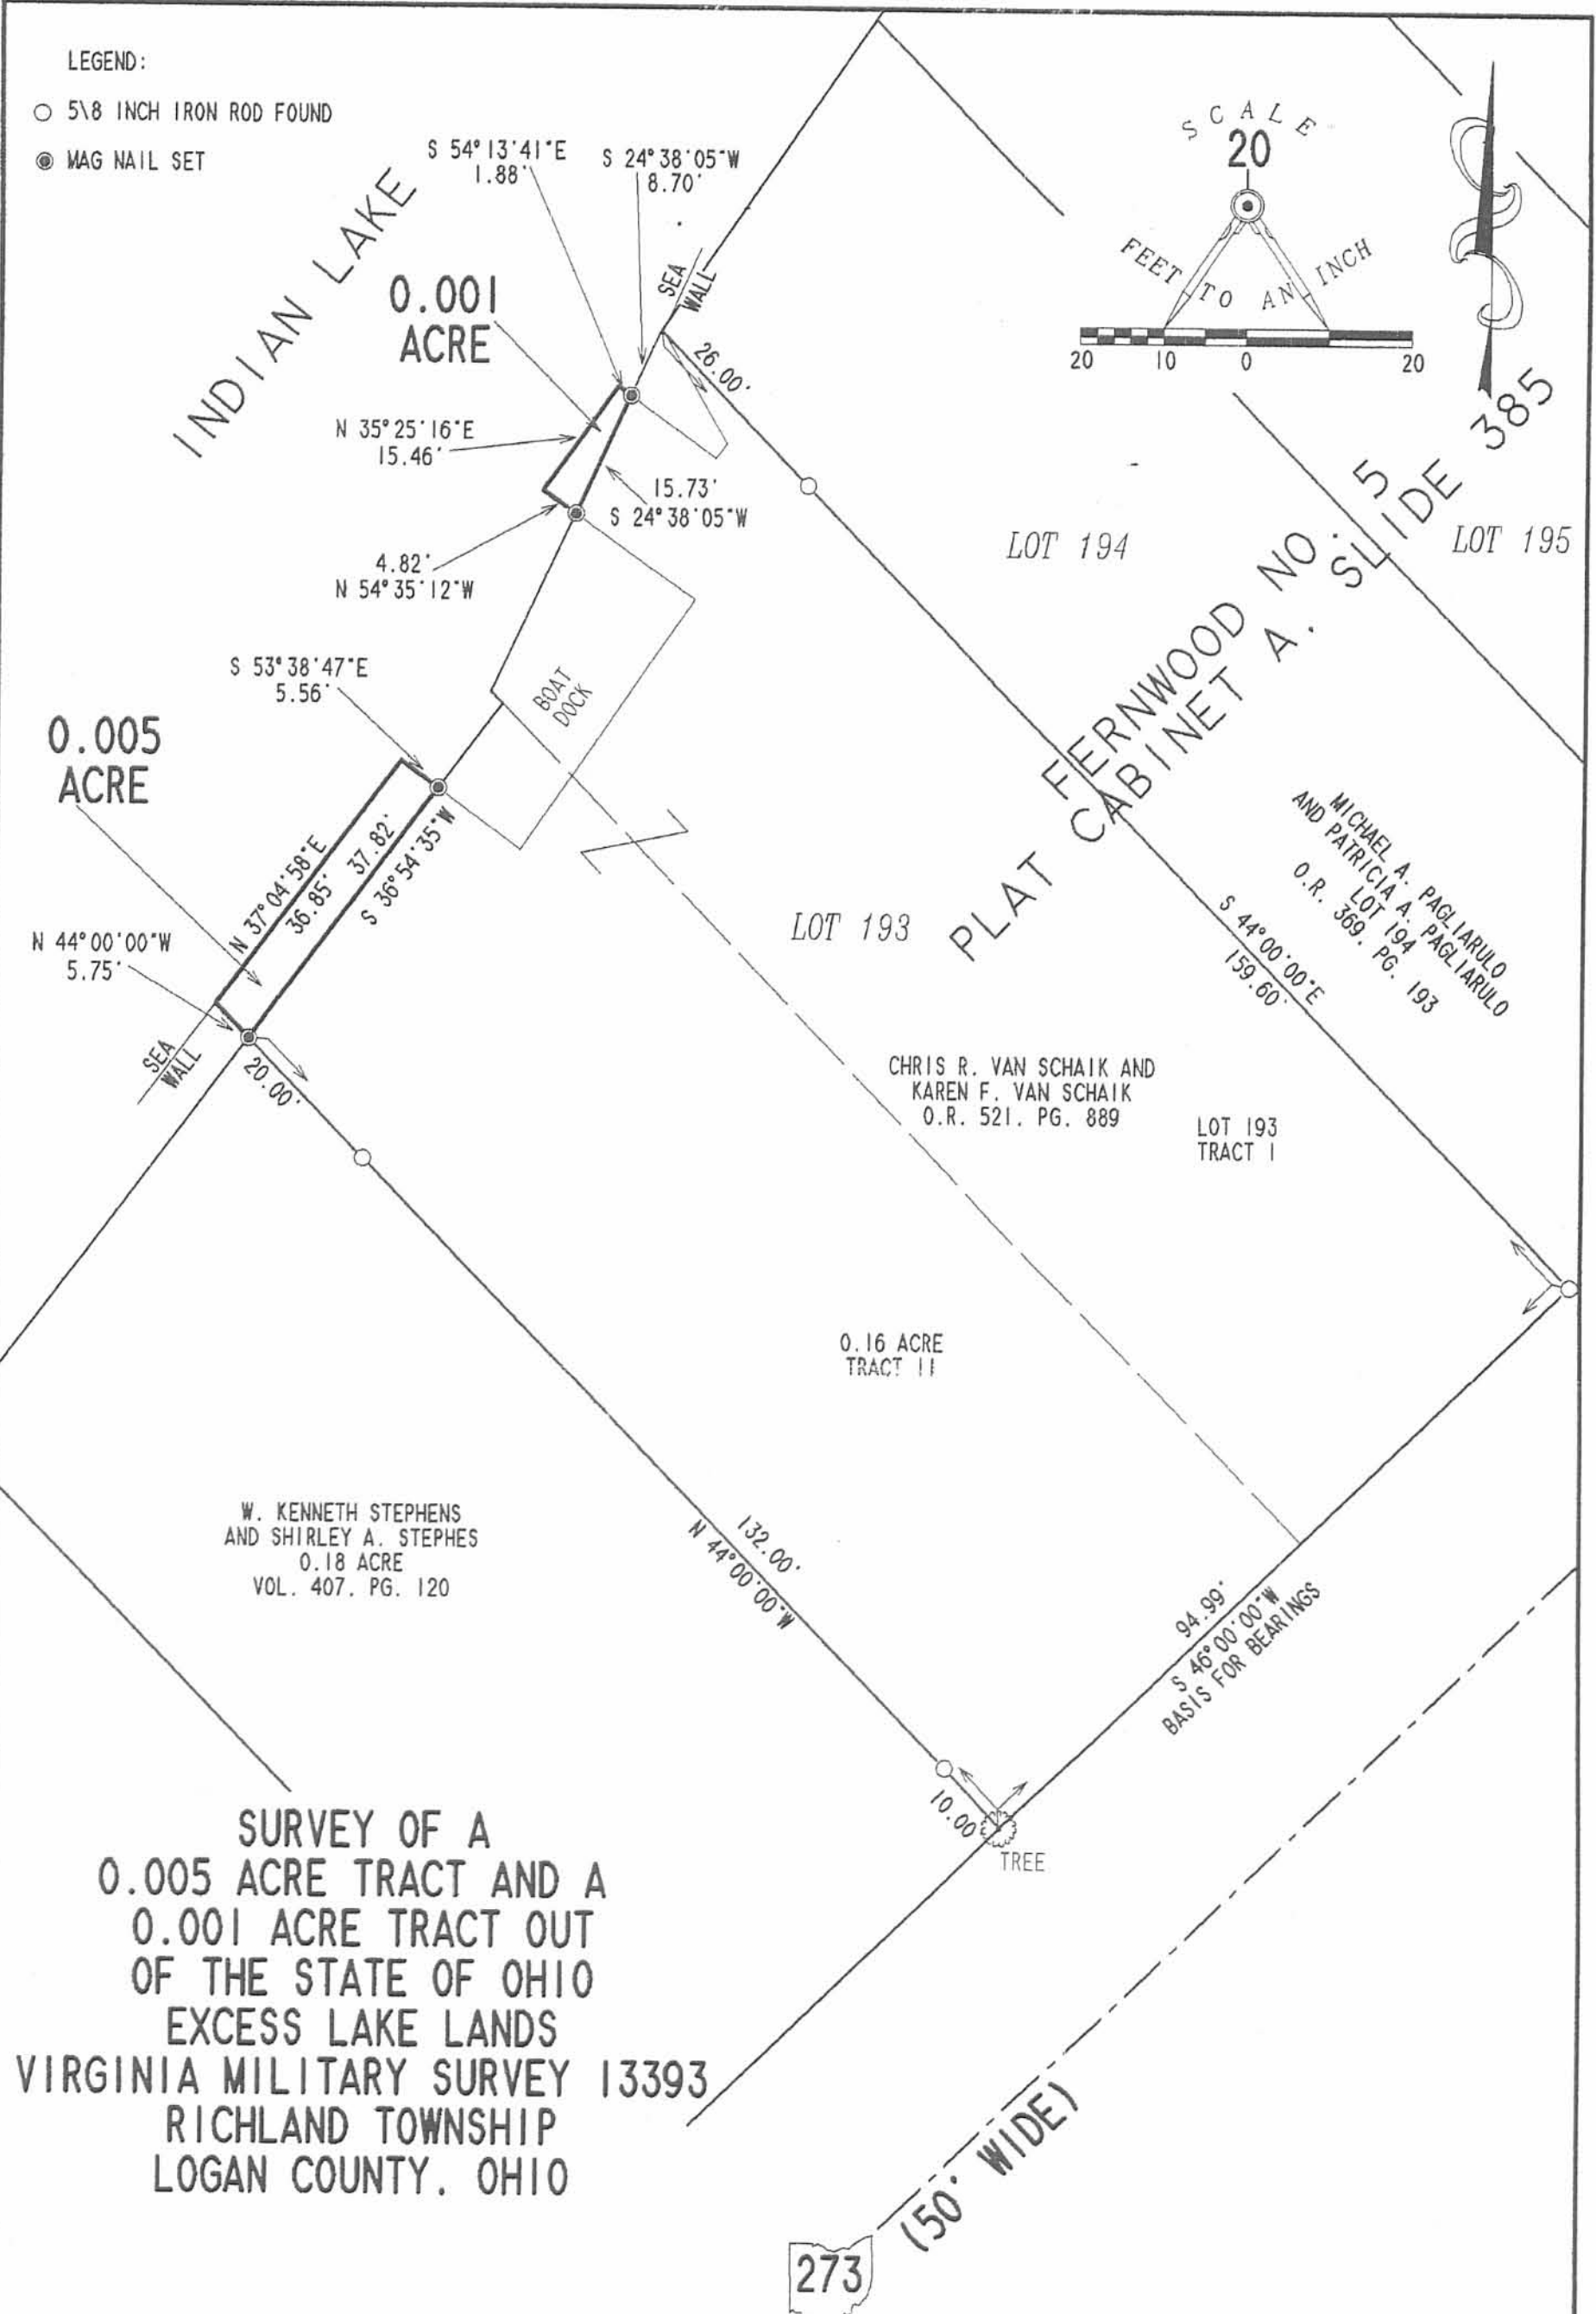 LEGEND:
5\8 INCH IRON ROD FOUND
MAG NAIL SET
S 54°13'41"E
1.88'
S 24°38'05"W
8.70'
SCALE
20
FEET TO AN INCH
20 10 0 20
INDIAN LAKE
0.001
ACRE
SEA
WALL
26.00'
N 35°25'16"E
15.46'
15.73'
S 24°38'05"W
4.82'
N 54°35'12"W
LOT 194
LOT 195
FERNWOOD NO. 5
PLAT CABINET A. SLIDE 385
S 53°38'47"E
5.56'
BOAT
DOCK
0.005
ACRE
N 37°04'58"E
36.85'
37.82'
S 36°54'35"W
N 44°00'00"W
5.75'
SEA
WALL
20.00'
LOT 193
MICHAEL A. PAGLIARULO
AND PATRICIA A. PAGLIARULO
LOT 194
O.R. 369. PG. 193
S 44°00'00"E
159.60'
CHRIS R. VAN SCHAIK AND
KAREN F. VAN SCHAIK
O.R. 521. PG. 889
LOT 193
TRACT I
0.16 ACRE
TRACT II
W. KENNETH STEPHENS
AND SHIRLEY A. STEPHES
0.18 ACRE
VOL. 407. PG. 120
132.00'
N 44°00'00"W
94.99'
S 46°00'00"W
BASIS FOR BEARINGS
10.00
TREE
SURVEY OF A
0.005 ACRE TRACT AND A
0.001 ACRE TRACT OUT
OF THE STATE OF OHIO
EXCESS LAKE LANDS
VIRGINIA MILITARY SURVEY 13393
RICHLAND TOWNSHIP
LOGAN COUNTY. OHIO
273
(50' WIDE)